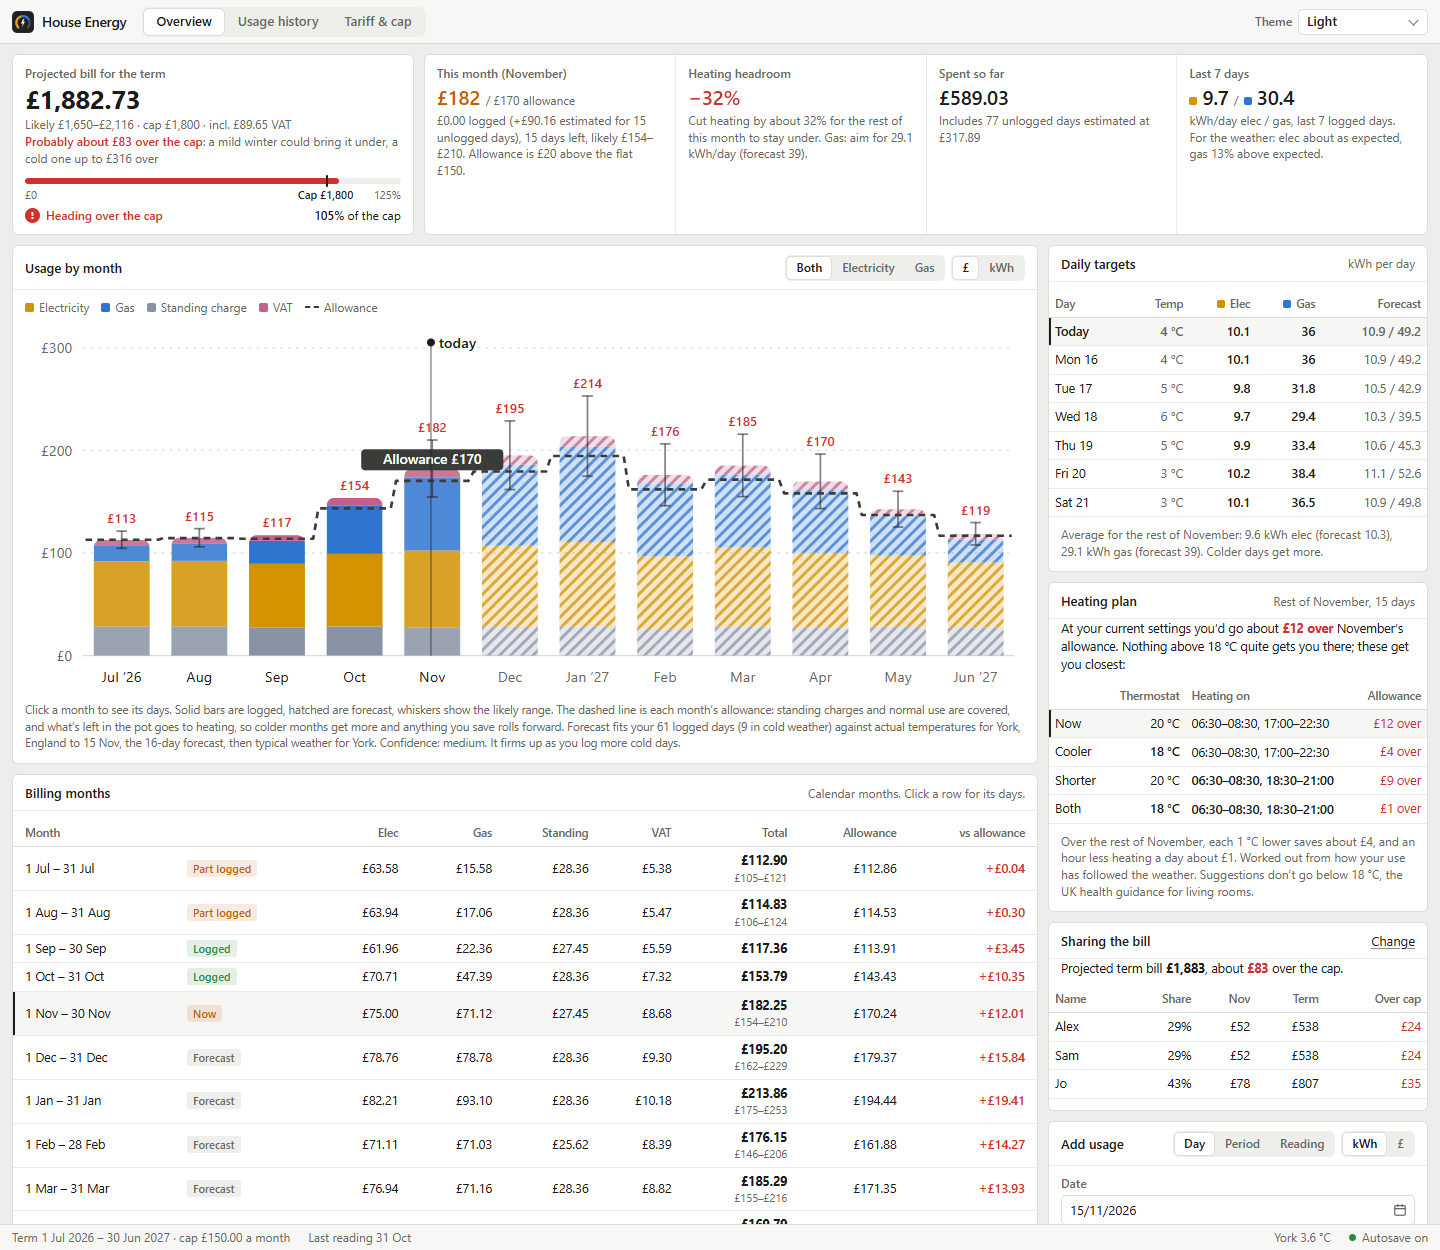 House Energy
Overview
Usage history
Tariff & cap
Theme
Light
Projected bill for the term
£1,882.73
Likely £1,650–£2,116 · cap £1,800 · incl. £89.65 VAT
Probably about £83 over the cap: a mild winter could bring it under, a
cold one up to £316 over
£0
Cap £1,800
125%
Heading over the cap
105% of the cap
This month (November)
£182 / £170 allowance
£0.00 logged (+£90.16 estimated for 15
unlogged days), 15 days left, likely £154–
£210. Allowance is £20 above the flat
£150.
Heating headroom
−32%
Cut heating by about 32% for the rest of
this month to stay under. Gas: aim for 29.1
kWh/day (forecast 39).
Spent so far
£589.03
Includes 77 unlogged days estimated at
£317.89
Last 7 days
9.7 / 30.4
kWh/day elec / gas, last 7 logged days.
For the weather: elec about as expected,
gas 13% above expected.
Usage by month
Both
Electricity
Gas
£
kWh
Electricity
Gas
Standing charge
VAT
Allowance
£300
£200
£100
£0
today
Allowance £170
£113
£115
£117
£154
£182
£195
£214
£176
£185
£170
£143
£119
Jul ’26
Aug
Sep
Oct
Nov
Dec
Jan ’27
Feb
Mar
Apr
May
Jun ’27
Click a month to see its days. Solid bars are logged, hatched are forecast, whiskers show the likely range. The dashed line is each month’s allowance: standing charges and normal use are covered,
and what’s left in the pot goes to heating, so colder months get more and anything you save rolls forward. Forecast fits your 61 logged days (9 in cold weather) against actual temperatures for York,
England to 15 Nov, the 16-day forecast, then typical weather for York. Confidence: medium. It firms up as you log more cold days.
Billing months
Calendar months. Click a row for its days.
Month Elec Gas Standing VAT Total Allowance vs allowance
1 Jul – 31 Jul Part logged £63.58 £15.58 £28.36 £5.38 £112.90 £112.86 +£0.04
£105–£121
1 Aug – 31 Aug Part logged £63.94 £17.06 £28.36 £5.47 £114.83 £114.53 +£0.30
£106–£124
1 Sep – 30 Sep Logged £61.96 £22.36 £27.45 £5.59 £117.36 £113.91 +£3.45
1 Oct – 31 Oct Logged £70.71 £47.39 £28.36 £7.32 £153.79 £143.43 +£10.35
1 Nov – 30 Nov Now £75.00 £71.12 £27.45 £8.68 £182.25 £170.24 +£12.01
£154–£210
1 Dec – 31 Dec Forecast £78.76 £78.78 £28.36 £9.30 £195.20 £179.37 +£15.84
£162–£229
1 Jan – 31 Jan Forecast £82.21 £93.10 £28.36 £10.18 £213.86 £194.44 +£19.41
£175–£253
1 Feb – 28 Feb Forecast £71.11 £71.03 £25.62 £8.39 £176.15 £161.88 +£14.27
£146–£206
1 Mar – 31 Mar Forecast £76.94 £71.16 £28.36 £8.82 £185.29 £171.35 +£13.93
£155–£216
Daily targets
kWh per day
Day Temp Elec Gas Forecast
Today 4 °C 10.1 36 10.9 / 49.2
Mon 16 4 °C 10.1 36 10.9 / 49.2
Tue 17 5 °C 9.8 31.8 10.5 / 42.9
Wed 18 6 °C 9.7 29.4 10.3 / 39.5
Thu 19 5 °C 9.9 33.4 10.6 / 45.3
Fri 20 3 °C 10.2 38.4 11.1 / 52.6
Sat 21 3 °C 10.1 36.5 10.9 / 49.8
Average for the rest of November: 9.6 kWh elec (forecast 10.3),
29.1 kWh gas (forecast 39). Colder days get more.
Heating plan
Rest of November, 15 days
At your current settings you’d go about £12 over November’s
allowance. Nothing above 18 °C quite gets you there; these get
you closest:
Thermostat Heating on Allowance
Now 20 °C 06:30–08:30, 17:00–22:30 £12 over
Cooler 18 °C 06:30–08:30, 17:00–22:30 £4 over
Shorter 20 °C 06:30–08:30, 18:30–21:00 £9 over
Both 18 °C 06:30–08:30, 18:30–21:00 £1 over
Over the rest of November, each 1 °C lower saves about £4, and an
hour less heating a day about £1. Worked out from how your use
has followed the weather. Suggestions don’t go below 18 °C, the
UK health guidance for living rooms.
Sharing the bill
Change
Projected term bill £1,883, about £83 over the cap.
Name Share Nov Term Over cap
Alex 29% £52 £538 £24
Sam 29% £52 £538 £24
Jo 43% £78 £807 £35
Add usage
Day
Period
Reading
kWh
£
Date
15/11/2026
Term 1 Jul 2026 – 30 Jun 2027 · cap £150.00 a month
Last reading 31 Oct
York 3.6 °C
Autosave on